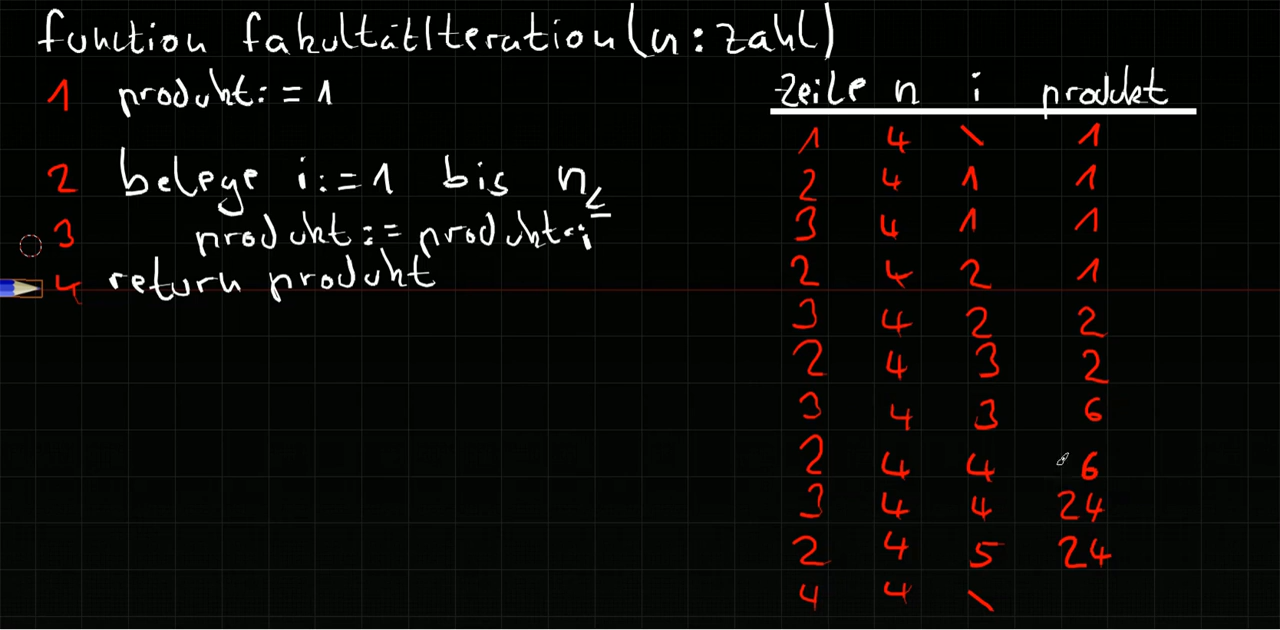 function fakultätIteration(n:zahl)
1 produkt:=1
2 belege i:=1 bis n
≤
3 produkt:=produkt·i
4 return produkt
zeile n i produkt
1 4 \ 1
2 4 1 1
3 4 1 1
2 4 2 1
3 4 2 2
2 4 3 2
3 4 3 6
2 4 4 6
3 4 4 24
2 4 5 24
4 4 \